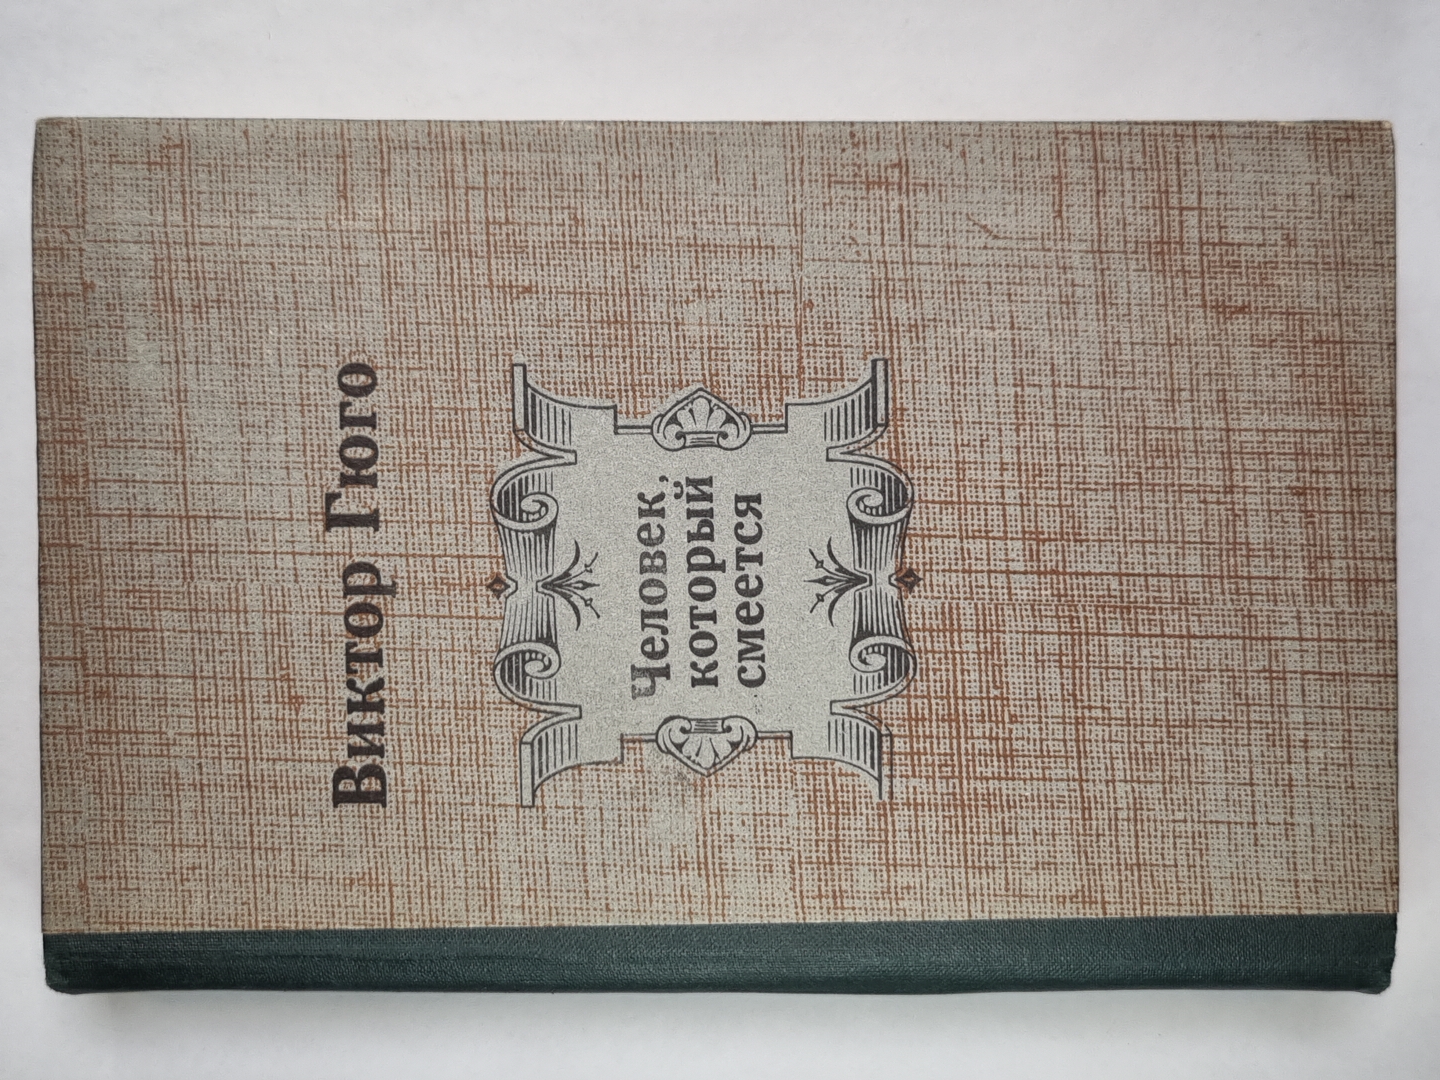 Виктор Гюго
Человек,
который
смеется